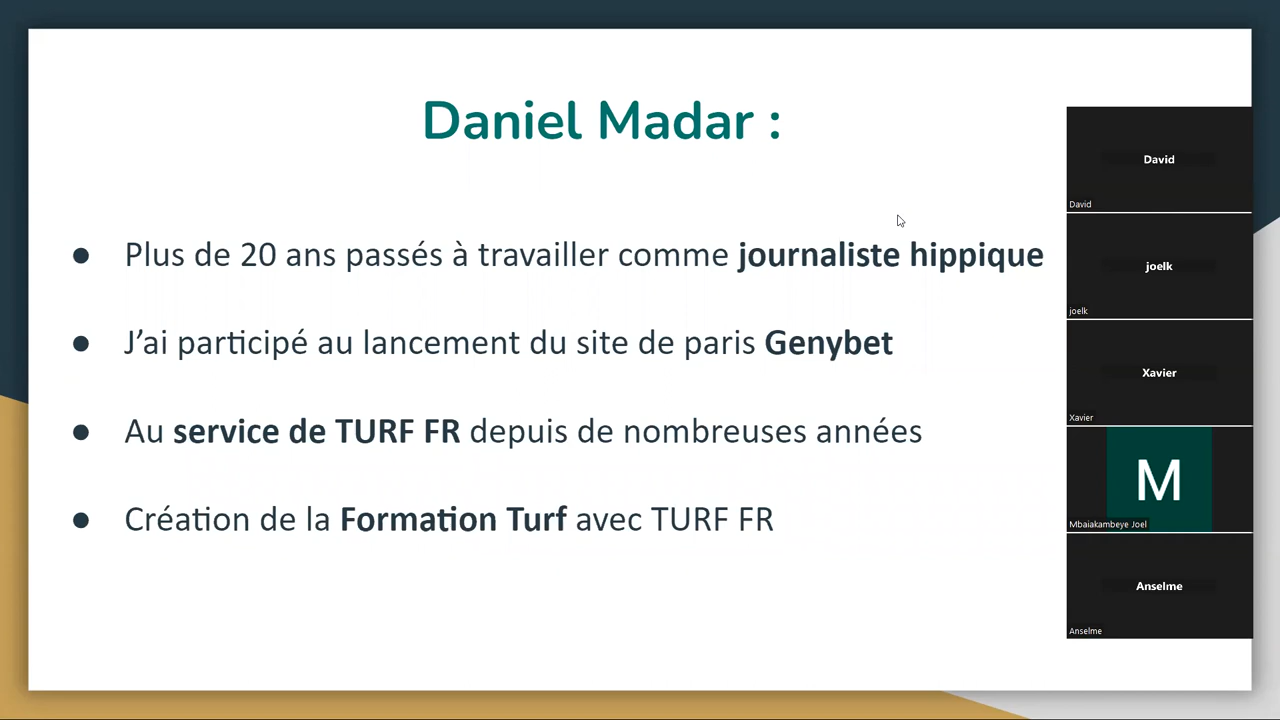 Daniel Madar :
● Plus de 20 ans passés à travailler comme journaliste hippique
● J’ai participé au lancement du site de paris Genybet
● Au service de TURF FR depuis de nombreuses années
● Création de la Formation Turf avec TURF FR
David
David
joelk
joelk
Xavier
Xavier
M
Mbaiakambeye Joel
Anselme
Anselme